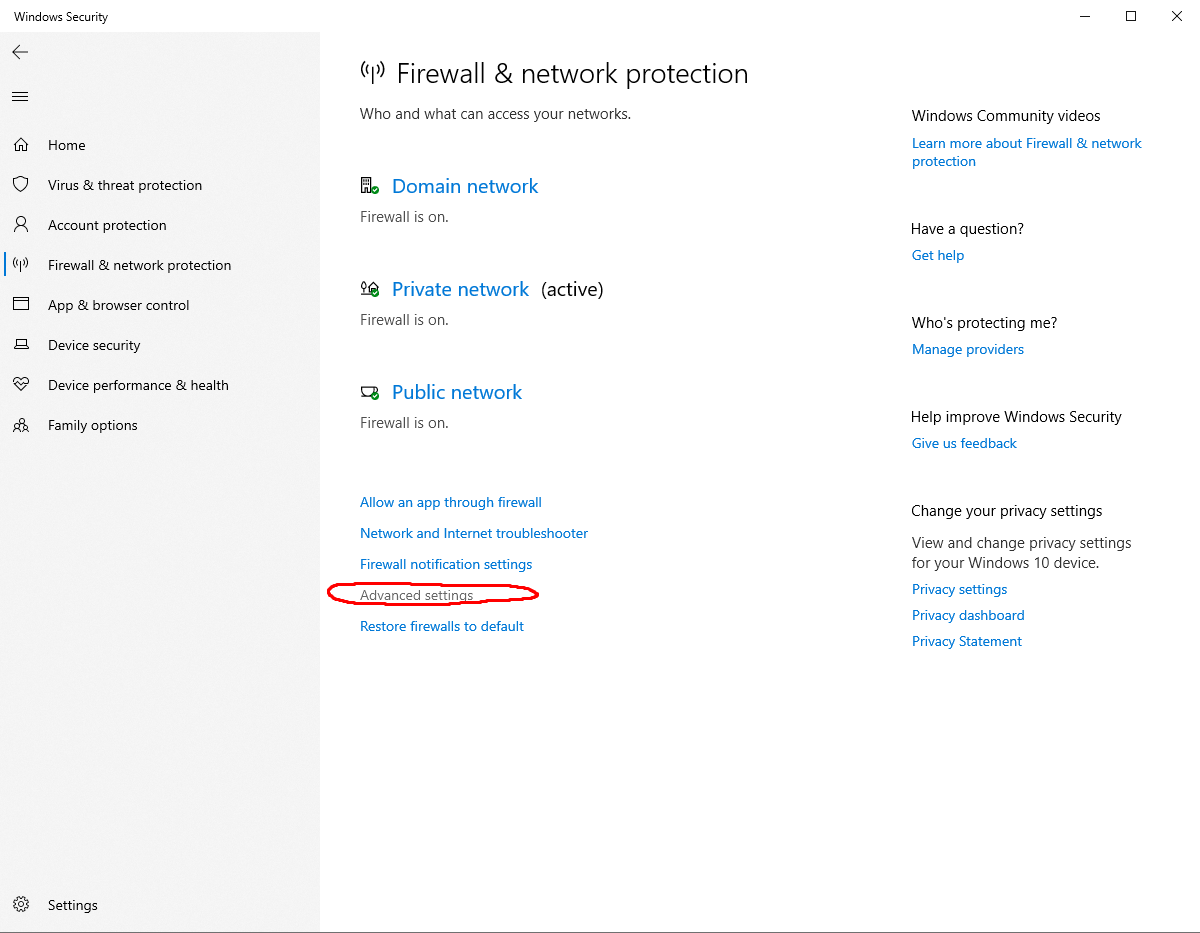 Windows Security
Home
Virus & threat protection
Account protection
Firewall & network protection
App & browser control
Device security
Device performance & health
Family options
Settings
Firewall & network protection
Who and what can access your networks.
Domain network
Firewall is on.
Private network (active)
Firewall is on.
Public network
Firewall is on.
Allow an app through firewall
Network and Internet troubleshooter
Firewall notification settings
Advanced settings
Restore firewalls to default
Windows Community videos
Learn more about Firewall & network
protection
Have a question?
Get help
Who's protecting me?
Manage providers
Help improve Windows Security
Give us feedback
Change your privacy settings
View and change privacy settings
for your Windows 10 device.
Privacy settings
Privacy dashboard
Privacy Statement